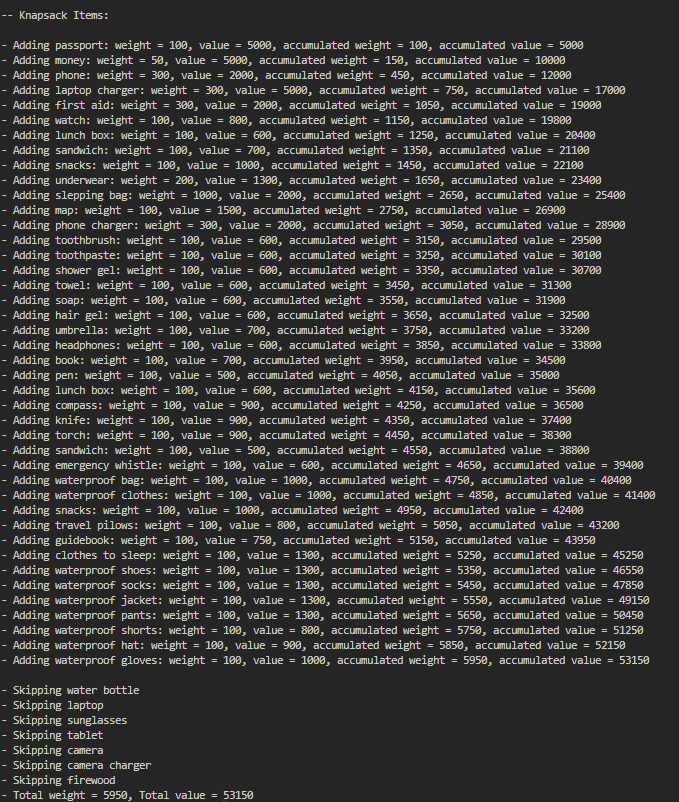 -- Knapsack Items:
- Adding passport: weight = 100, value = 5000, accumulated weight = 100, accumulated value = 5000
- Adding money: weight = 50, value = 5000, accumulated weight = 150, accumulated value = 10000
- Adding phone: weight = 300, value = 2000, accumulated weight = 450, accumulated value = 12000
- Adding laptop charger: weight = 300, value = 5000, accumulated weight = 750, accumulated value = 17000
- Adding first aid: weight = 300, value = 2000, accumulated weight = 1050, accumulated value = 19000
- Adding watch: weight = 100, value = 800, accumulated weight = 1150, accumulated value = 19800
- Adding lunch box: weight = 100, value = 600, accumulated weight = 1250, accumulated value = 20400
- Adding sandwich: weight = 100, value = 700, accumulated weight = 1350, accumulated value = 21100
- Adding snacks: weight = 100, value = 1000, accumulated weight = 1450, accumulated value = 22100
- Adding underwear: weight = 200, value = 1300, accumulated weight = 1650, accumulated value = 23400
- Adding slepping bag: weight = 1000, value = 2000, accumulated weight = 2650, accumulated value = 25400
- Adding map: weight = 100, value = 1500, accumulated weight = 2750, accumulated value = 26900
- Adding phone charger: weight = 300, value = 2000, accumulated weight = 3050, accumulated value = 28900
- Adding toothbrush: weight = 100, value = 600, accumulated weight = 3150, accumulated value = 29500
- Adding toothpaste: weight = 100, value = 600, accumulated weight = 3250, accumulated value = 30100
- Adding shower gel: weight = 100, value = 600, accumulated weight = 3350, accumulated value = 30700
- Adding towel: weight = 100, value = 600, accumulated weight = 3450, accumulated value = 31300
- Adding soap: weight = 100, value = 600, accumulated weight = 3550, accumulated value = 31900
- Adding hair gel: weight = 100, value = 600, accumulated weight = 3650, accumulated value = 32500
- Adding umbrella: weight = 100, value = 700, accumulated weight = 3750, accumulated value = 33200
- Adding headphones: weight = 100, value = 600, accumulated weight = 3850, accumulated value = 33800
- Adding book: weight = 100, value = 700, accumulated weight = 3950, accumulated value = 34500
- Adding pen: weight = 100, value = 500, accumulated weight = 4050, accumulated value = 35000
- Adding lunch box: weight = 100, value = 600, accumulated weight = 4150, accumulated value = 35600
- Adding compass: weight = 100, value = 900, accumulated weight = 4250, accumulated value = 36500
- Adding knife: weight = 100, value = 900, accumulated weight = 4350, accumulated value = 37400
- Adding torch: weight = 100, value = 900, accumulated weight = 4450, accumulated value = 38300
- Adding sandwich: weight = 100, value = 500, accumulated weight = 4550, accumulated value = 38800
- Adding emergency whistle: weight = 100, value = 600, accumulated weight = 4650, accumulated value = 39400
- Adding waterproof bag: weight = 100, value = 1000, accumulated weight = 4750, accumulated value = 40400
- Adding waterproof clothes: weight = 100, value = 1000, accumulated weight = 4850, accumulated value = 41400
- Adding snacks: weight = 100, value = 1000, accumulated weight = 4950, accumulated value = 42400
- Adding travel pilows: weight = 100, value = 800, accumulated weight = 5050, accumulated value = 43200
- Adding guidebook: weight = 100, value = 750, accumulated weight = 5150, accumulated value = 43950
- Adding clothes to sleep: weight = 100, value = 1300, accumulated weight = 5250, accumulated value = 45250
- Adding waterproof shoes: weight = 100, value = 1300, accumulated weight = 5350, accumulated value = 46550
- Adding waterproof socks: weight = 100, value = 1300, accumulated weight = 5450, accumulated value = 47850
- Adding waterproof jacket: weight = 100, value = 1300, accumulated weight = 5550, accumulated value = 49150
- Adding waterproof pants: weight = 100, value = 1300, accumulated weight = 5650, accumulated value = 50450
- Adding waterproof shorts: weight = 100, value = 800, accumulated weight = 5750, accumulated value = 51250
- Adding waterproof hat: weight = 100, value = 900, accumulated weight = 5850, accumulated value = 52150
- Adding waterproof gloves: weight = 100, value = 1000, accumulated weight = 5950, accumulated value = 53150
- Skipping water bottle
- Skipping laptop
- Skipping sunglasses
- Skipping tablet
- Skipping camera
- Skipping camera charger
- Skipping firewood
- Total weight = 5950, Total value = 53150